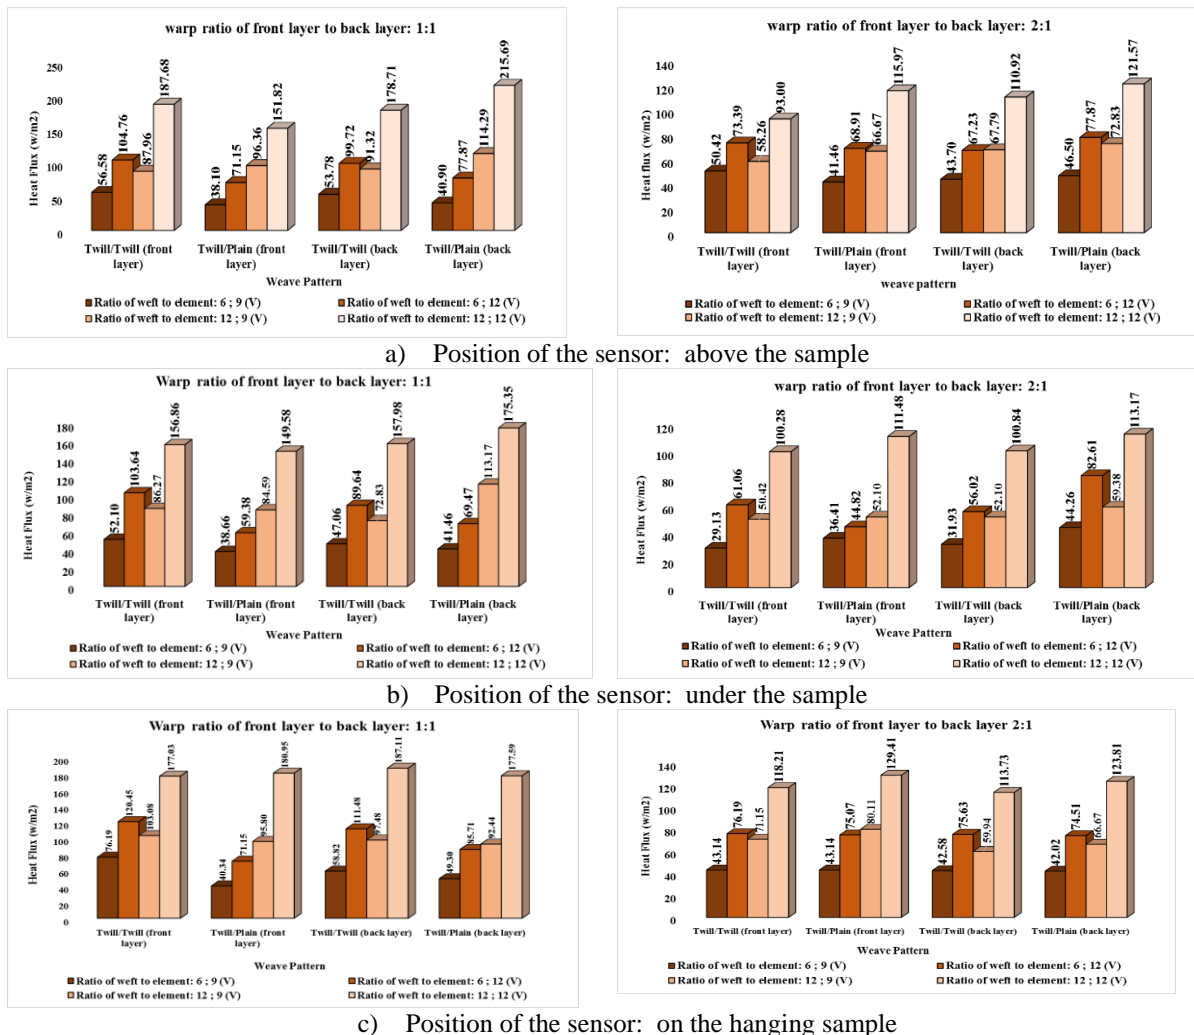 warp ratio of front layer to back layer: 1:1
Heat Flux (w/m2)
250
200
150
100
50
0
56.58
104.76
87.96
187.68
38.10
71.15
96.36
151.82
53.78
99.72
91.32
178.71
40.90
77.87
114.29
215.69
Twill/Twill (front layer)
Twill/Plain (front layer)
Twill/Twill (back layer)
Twill/Plain (back layer)
Weave Pattern
Ratio of weft to element: 6 ; 9 (V)
Ratio of weft to element: 6 ; 12 (V)
Ratio of weft to element: 12 ; 9 (V)
Ratio of weft to element: 12 ; 12 (V)
warp ratio of front layer to back layer: 2:1
Heat flux (w/m2)
140
120
100
80
60
40
20
0
50.42
73.39
58.26
93.00
41.46
68.91
66.67
115.97
43.70
67.23
67.79
110.92
46.50
77.87
72.83
121.57
Twill/Twill (front layer)
Twill/Plain (front layer)
Twill/Twill (back layer)
Twill/Plain (back layer)
weave pattern
Ratio of weft to element: 6 ; 9 (V)
Ratio of weft to element: 6 ; 12 (V)
Ratio of weft to element: 12 ; 9 (V)
Ratio of weft to element: 12 ; 12 (V)
a) Position of the sensor: above the sample
Warp ratio of front layer to back layer: 1:1
Heat Flux (w/m2)
180
160
140
120
100
80
60
40
20
0
52.10
103.64
86.27
156.86
38.66
59.38
84.59
149.58
47.06
89.64
72.83
157.98
41.46
69.47
113.17
175.35
Twill/Twill (front layer)
Twill/Plain (front layer)
Twill/Twill (back layer)
Twill/Plain (back layer)
Weave Pattern
Ratio of weft to element: 6 ; 9 (V)
Ratio of weft to element: 6 ; 12 (V)
Ratio of weft to element: 12 ; 9 (V)
Ratio of weft to element: 12 ; 12 (V)
warp ratio of front layer to back layer: 2:1
Heat Flux (w/m2)
120
100
80
60
40
20
0
29.13
61.06
50.42
100.28
36.41
44.82
52.10
111.48
31.93
56.02
52.10
100.84
44.26
82.61
59.38
113.17
Twill/Twill (front layer)
Twill/Plain (front layer)
Twill/Twill (back layer)
Twill/Plain (back layer)
Weave Pattern
Ratio of weft to element: 6 ; 9 (V)
Ratio of weft to element: 6 ; 12 (V)
Ratio of weft to element: 12 ; 9 (V)
Ratio of weft to element: 12 ; 12 (V)
b) Position of the sensor: under the sample
Warp ratio of front layer to back layer: 1:1
Heat Flux (w/m2)
200
180
160
140
120
100
80
60
40
20
0
76.19
120.45
103.08
177.03
40.34
71.15
95.80
180.95
58.82
111.48
97.48
187.11
49.30
85.71
92.44
177.59
Twill/Twill (front layer)
Twill/Plain (front layer)
Twill/Twill (back layer)
Twill/Plain (back layer)
Weave Pattern
Ratio of weft to element: 6 ; 9 (V)
Ratio of weft to element: 6 ; 12 (V)
Ratio of weft to element: 12 ; 9 (V)
Ratio of weft to element: 12 ; 12 (V)
Warp ratio of front layer to back layer 2:1
Heat Flux (w/m2)
140
120
100
80
60
40
20
0
43.14
76.19
71.15
118.21
43.14
75.07
80.11
129.41
42.58
75.63
59.94
113.73
42.02
74.51
66.67
123.81
Twill/Twill (front layer)
Twill/Plain (front layer)
Twill/Twill (back layer)
Twill/Plain (back layer)
Weave Pattern
Ratio of weft to element: 6 ; 9 (V)
Ratio of weft to element: 6 ; 12 (V)
Ratio of weft to element: 12 ; 9 (V)
Ratio of weft to element: 12 ; 12 (V)
c) Position of the sensor: on the hanging sample